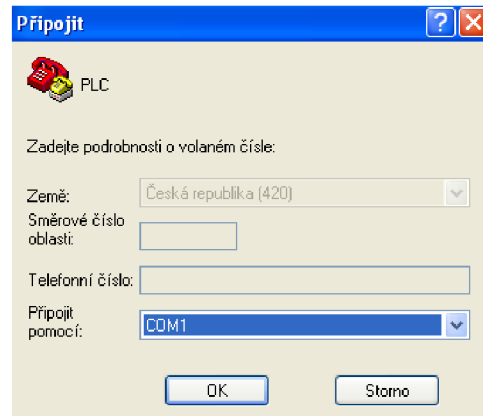 Připojit
PLC
Zadejte podrobnosti o volaném čísle:
Země:
Česká republika (420)
Směrové číslo
oblasti:
Telefonní číslo:
Připojit
pomocí:
COM1
OK
Storno